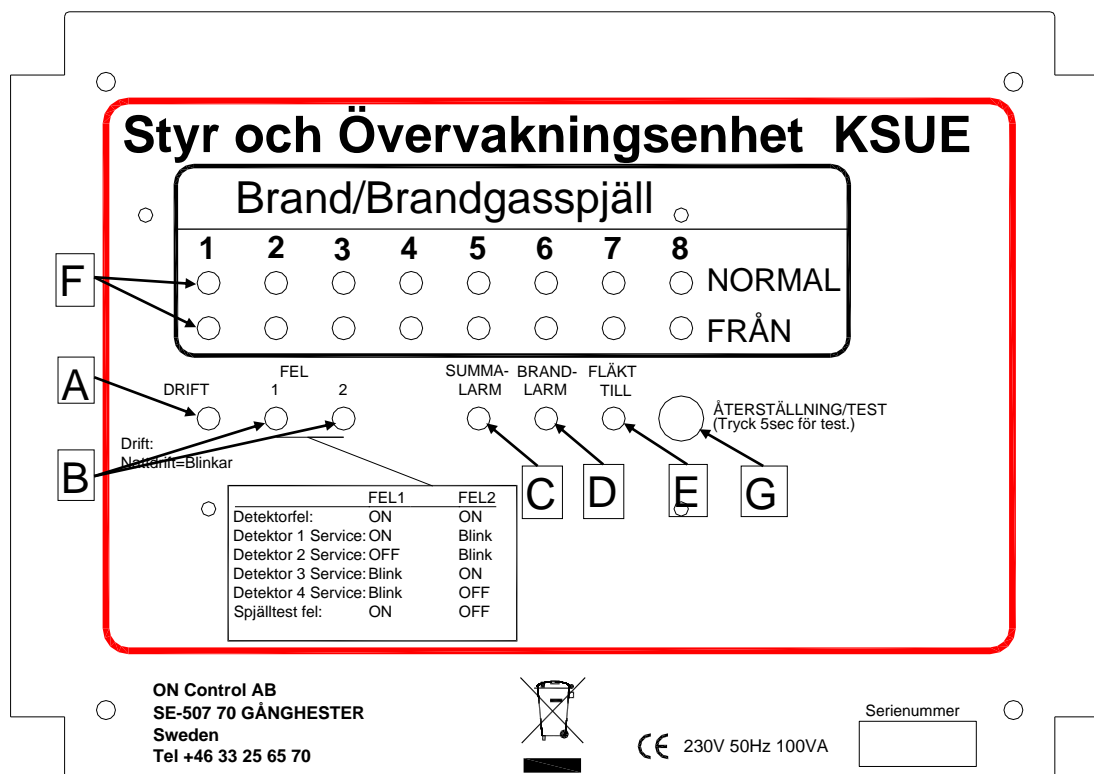 Styr och Övervakningsenhet KSUE
Brand/Brandgasspjäll
1 2 3 4 5 6 7 8
F
NORMAL
FRÅN
A
DRIFT
FEL
1 2
SUMMA-
LARM
BRAND-
LARM
FLÄKT
TILL
ÅTERSTÄLLNING/TEST
(Tryck 5sec för test.)
Drift:
Nattdrift=Blinkar
B
C D E G
FEL1 FEL2
Detektorfel: ON ON
Detektor 1 Service: ON Blink
Detektor 2 Service: OFF Blink
Detektor 3 Service: Blink ON
Detektor 4 Service: Blink OFF
Spjälltest fel: ON OFF
ON Control AB
SE-507 70 GÅNGHESTER
Sweden
Tel +46 33 25 65 70
CE 230V 50Hz 100VA
Serienummer